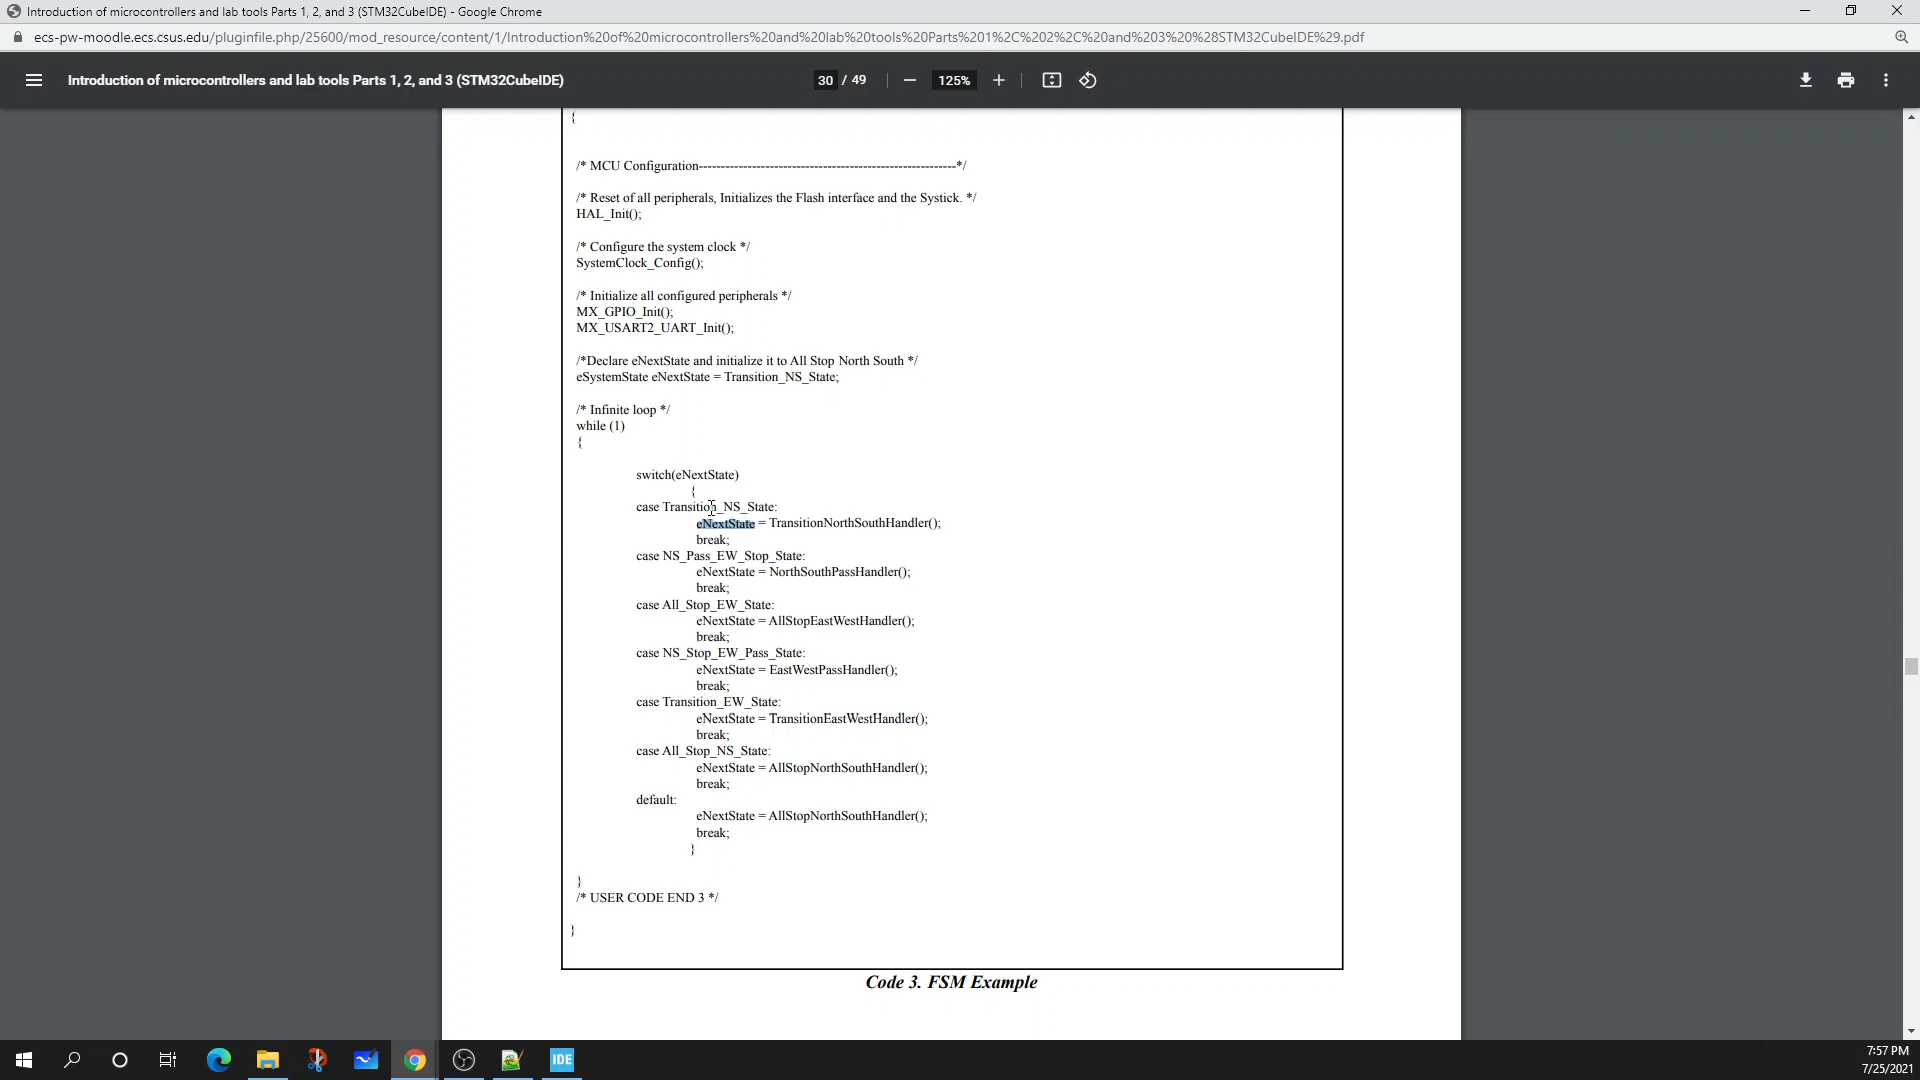 Introduction of microcontrollers and lab tools Parts 1, 2, and 3 (STM32CubeIDE) - Google Chrome
ecs-pw-moodle.ecs.csus.edu/pluginfile.php/25600/mod_resource/content/1/Introduction%20of%20microcontrollers%20and%20lab%20tools%20Parts%201%2C%202%2C%20and%203%20%28STM32CubeIDE%29.pdf
Introduction of microcontrollers and lab tools Parts 1, 2, and 3 (STM32CubeIDE)
30 / 49
125%
{
/* MCU Configuration-----------------------------------------------------------*/
/* Reset of all peripherals, Initializes the Flash interface and the Systick. */
HAL_Init();
/* Configure the system clock */
SystemClock_Config();
/* Initialize all configured peripherals */
MX_GPIO_Init();
MX_USART2_UART_Init();
/*Declare eNextState and initialize it to All Stop North South */
eSystemState eNextState = Transition_NS_State;
/* Infinite loop */
while (1)
{
switch(eNextState)
{
case Transition_NS_State:
eNextState = TransitionNorthSouthHandler();
break;
case NS_Pass_EW_Stop_State:
eNextState = NorthSouthPassHandler();
break;
case All_Stop_EW_State:
eNextState = AllStopEastWestHandler();
break;
case NS_Stop_EW_Pass_State:
eNextState = EastWestPassHandler();
break;
case Transition_EW_State:
eNextState = TransitionEastWestHandler();
break;
case All_Stop_NS_State:
eNextState = AllStopNorthSouthHandler();
break;
default:
eNextState = AllStopNorthSouthHandler();
break;
}
}
/* USER CODE END 3 */
}
Code 3. FSM Example
IDE
7:57 PM
7/25/2021